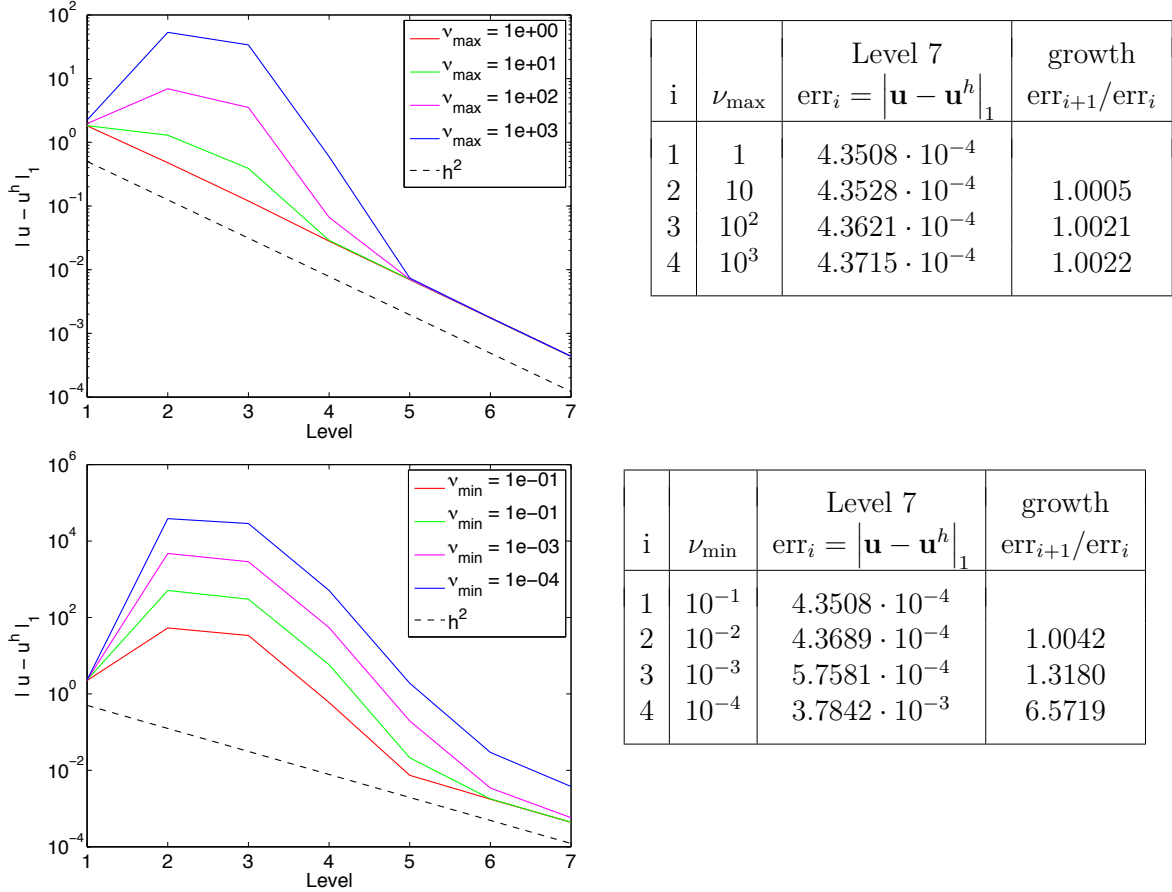 10^2
10^1
10^0
10^-1
10^-2
10^-3
10^-4
| u – u^h |_1
1 2 3 4 5 6 7
Level
ν_max = 1e+00
ν_max = 1e+01
ν_max = 1e+02
ν_max = 1e+03
h^2
Level 7 growth
i ν_max err_i = |u − u^h|_1 err_{i+1}/err_i
1 1 4.3508 · 10^−4
2 10 4.3528 · 10^−4 1.0005
3 10^2 4.3621 · 10^−4 1.0021
4 10^3 4.3715 · 10^−4 1.0022
10^6
10^4
10^2
10^0
10^-2
10^-4
| u – u^h |_1
1 2 3 4 5 6 7
Level
ν_min = 1e−01
ν_min = 1e−01
ν_min = 1e−03
ν_min = 1e−04
h^2
Level 7 growth
i ν_min err_i = |u − u^h|_1 err_{i+1}/err_i
1 10^−1 4.3508 · 10^−4
2 10^−2 4.3689 · 10^−4 1.0042
3 10^−3 5.7581 · 10^−4 1.3180
4 10^−4 3.7842 · 10^−3 6.5719